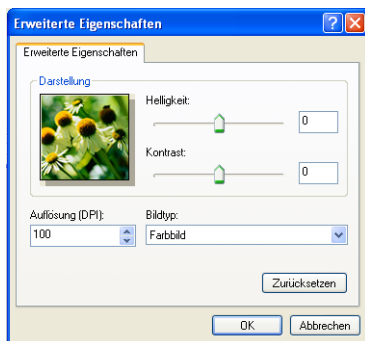 Erweiterte Eigenschaften
Erweiterte Eigenschaften
Darstellung
Helligkeit:
0
Kontrast:
0
Auflösung (DPI):
Bildtyp:
100
Farbbild
Zurücksetzen
OK
Abbrechen